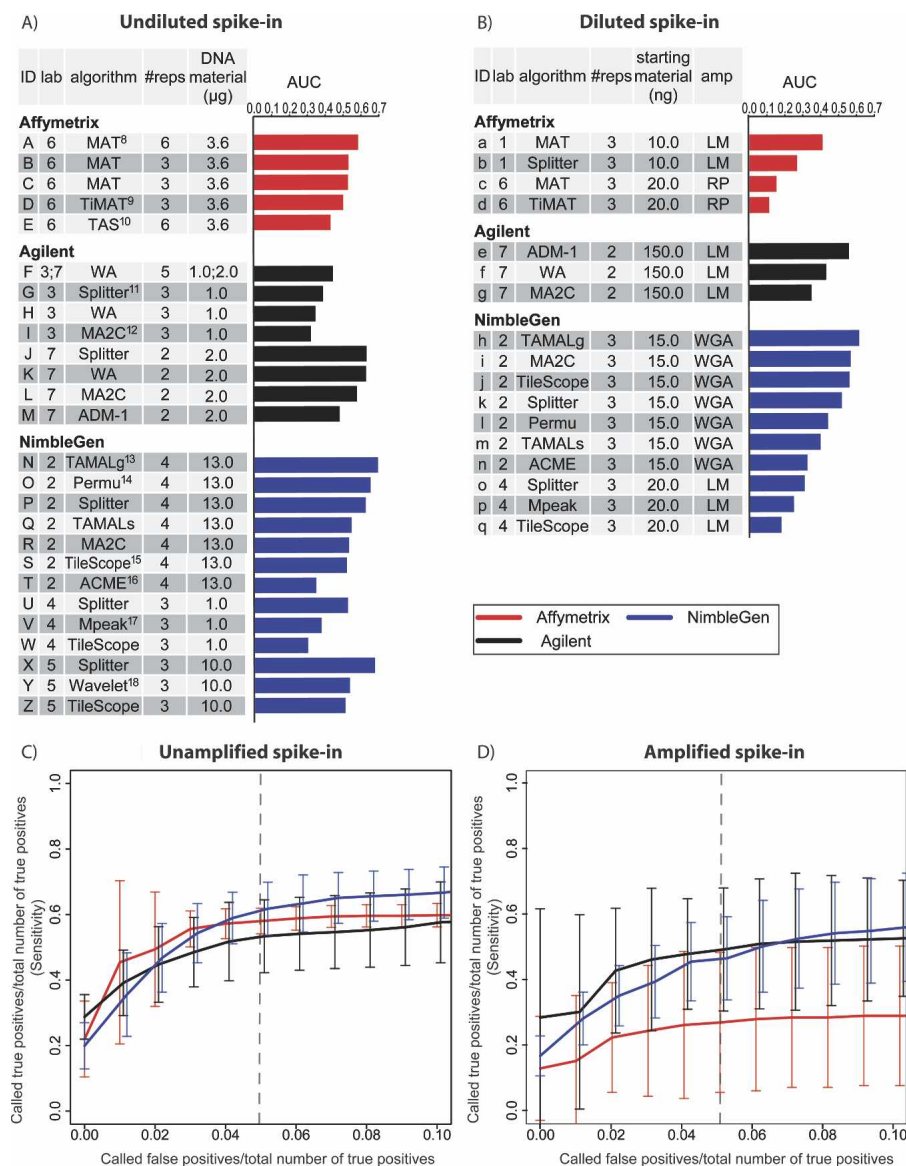 A) Undiluted spike-in
ID lab algorithm #reps DNA material (µg) AUC
0.0 0.1 0.2 0.3 0.4 0.5 0.6 0.7
Affymetrix
A 6 MAT⁸ 6 3.6
B 6 MAT 3 3.6
C 6 MAT 3 3.6
D 6 TiMAT⁹ 3 3.6
E 6 TAS¹⁰ 6 3.6
Agilent
F 3;7 WA 5 1.0;2.0
G 3 Splitter¹¹ 3 1.0
H 3 WA 3 1.0
I 3 MA2C¹² 3 1.0
J 7 Splitter 2 2.0
K 7 WA 2 2.0
L 7 MA2C 2 2.0
M 7 ADM-1 2 2.0
NimbleGen
N 2 TAMALg¹³ 4 13.0
O 2 Permu¹⁴ 4 13.0
P 2 Splitter 4 13.0
Q 2 TAMALs 4 13.0
R 2 MA2C 4 13.0
S 2 TileScope¹⁵ 4 13.0
T 2 ACME¹⁶ 4 13.0
U 4 Splitter 3 1.0
V 4 Mpeak¹⁷ 3 1.0
W 4 TileScope 3 1.0
X 5 Splitter 3 10.0
Y 5 Wavelet¹⁸ 3 10.0
Z 5 TileScope 3 10.0
B) Diluted spike-in
ID lab algorithm #reps starting material (ng) amp AUC
0.0 0.1 0.2 0.3 0.4 0.5 0.6 0.7
Affymetrix
a 1 MAT 3 10.0 LM
b 1 Splitter 3 10.0 LM
c 6 MAT 3 20.0 RP
d 6 TiMAT 3 20.0 RP
Agilent
e 7 ADM-1 2 150.0 LM
f 7 WA 2 150.0 LM
g 7 MA2C 2 150.0 LM
NimbleGen
h 2 TAMALg 3 15.0 WGA
i 2 MA2C 3 15.0 WGA
j 2 TileScope 3 15.0 WGA
k 2 Splitter 3 15.0 WGA
l 2 Permu 3 15.0 WGA
m 2 TAMALs 3 15.0 WGA
n 2 ACME 3 15.0 WGA
o 4 Splitter 3 20.0 LM
p 4 Mpeak 3 20.0 LM
q 4 TileScope 3 20.0 LM
Affymetrix NimbleGen
Agilent
C) Unamplified spike-in
Called true positives/total number of true positives
(Sensitivity)
1.0
0.8
0.6
0.4
0.2
0.0
0.00 0.02 0.04 0.06 0.08 0.10
Called false positives/total number of true positives
D) Amplified spike-in
Called true positives/total number of true positives
(Sensitivity)
1.0
0.8
0.6
0.4
0.2
0.0
0.00 0.02 0.04 0.06 0.08 0.10
Called false positives/total number of true positives